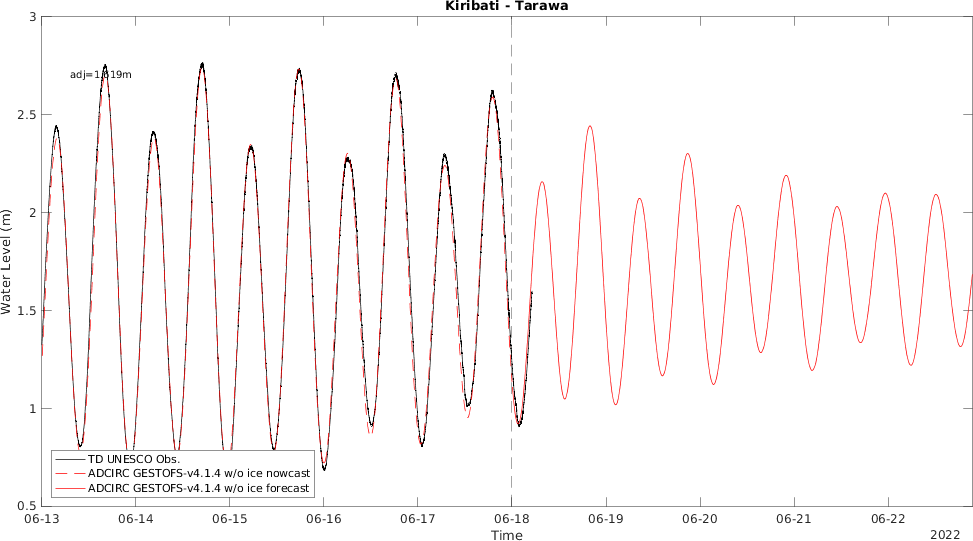 Kiribati - Tarawa
3
adj=1.619m
2.5
2
Water Level (m)
1.5
1
TD UNESCO Obs.
ADCIRC GESTOFS-v4.1.4 w/o ice nowcast
ADCIRC GESTOFS-v4.1.4 w/o ice forecast
0.5
06-13 06-14 06-15 06-16 06-17 06-18 06-19 06-20 06-21 06-22
Time
2022